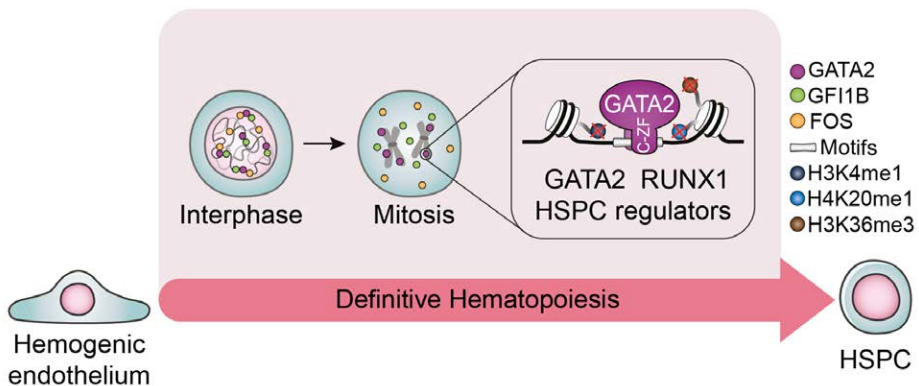 Interphase
Mitosis
GATA2
C-ZF
GATA2 RUNX1
HSPC regulators
GATA2
GFI1B
FOS
Motifs
H3K4me1
H4K20me1
H3K36me3
Definitive Hematopoiesis
Hemogenic
endothelium
HSPC